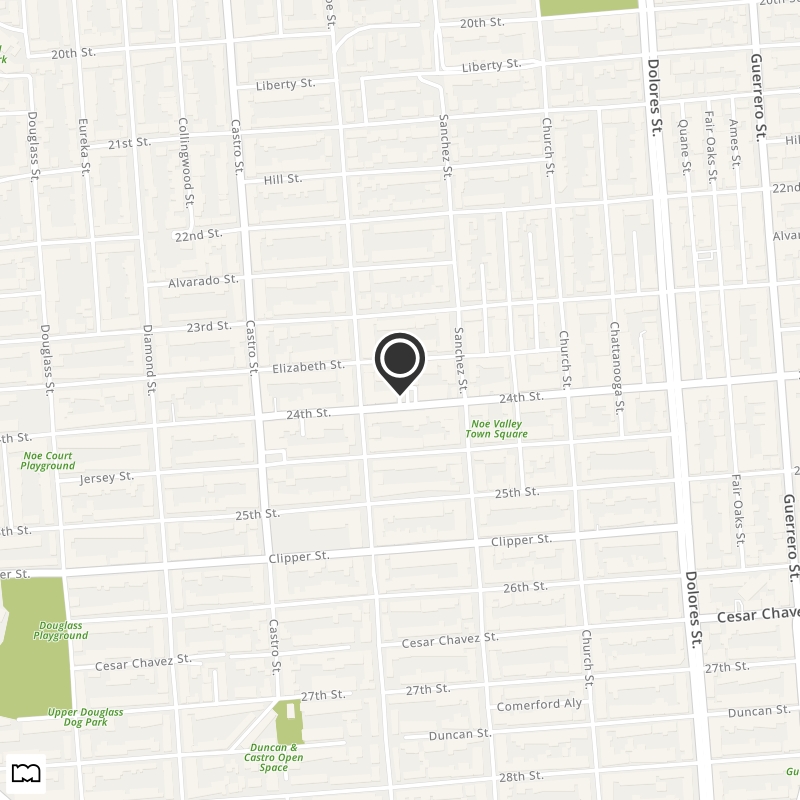 20th St.
20th St.
20th St.
Liberty St.
Liberty St.
Dolores St.
Guerrero St.
Douglass St.
Eureka St.
Collingwood St.
Castro St.
Sanchez St.
Church St.
Quane St.
Fair Oaks St.
Ames St.
21st St.
Hill St.
22nd St.
Alvarado St.
23rd St.
Douglass St.
Diamond St.
Castro St.
Elizabeth St.
Sanchez St.
Church St.
Chattanooga St.
24th St.
24th St.
Noe Valley
Town Square
Noe Court
Playground
Jersey St.
25th St.
25th St.
Fair Oaks St.
Guerrero St.
Clipper St.
Clipper St.
26th St.
Dolores St.
Douglass
Playground
Castro St.
Church St.
Cesar Chavez St.
Cesar Chavez St.
27th St.
27th St.
27th St.
Comerford Aly
Upper Douglass
Dog Park
Duncan St.
Duncan St.
Duncan &
Castro Open
Space
28th St.